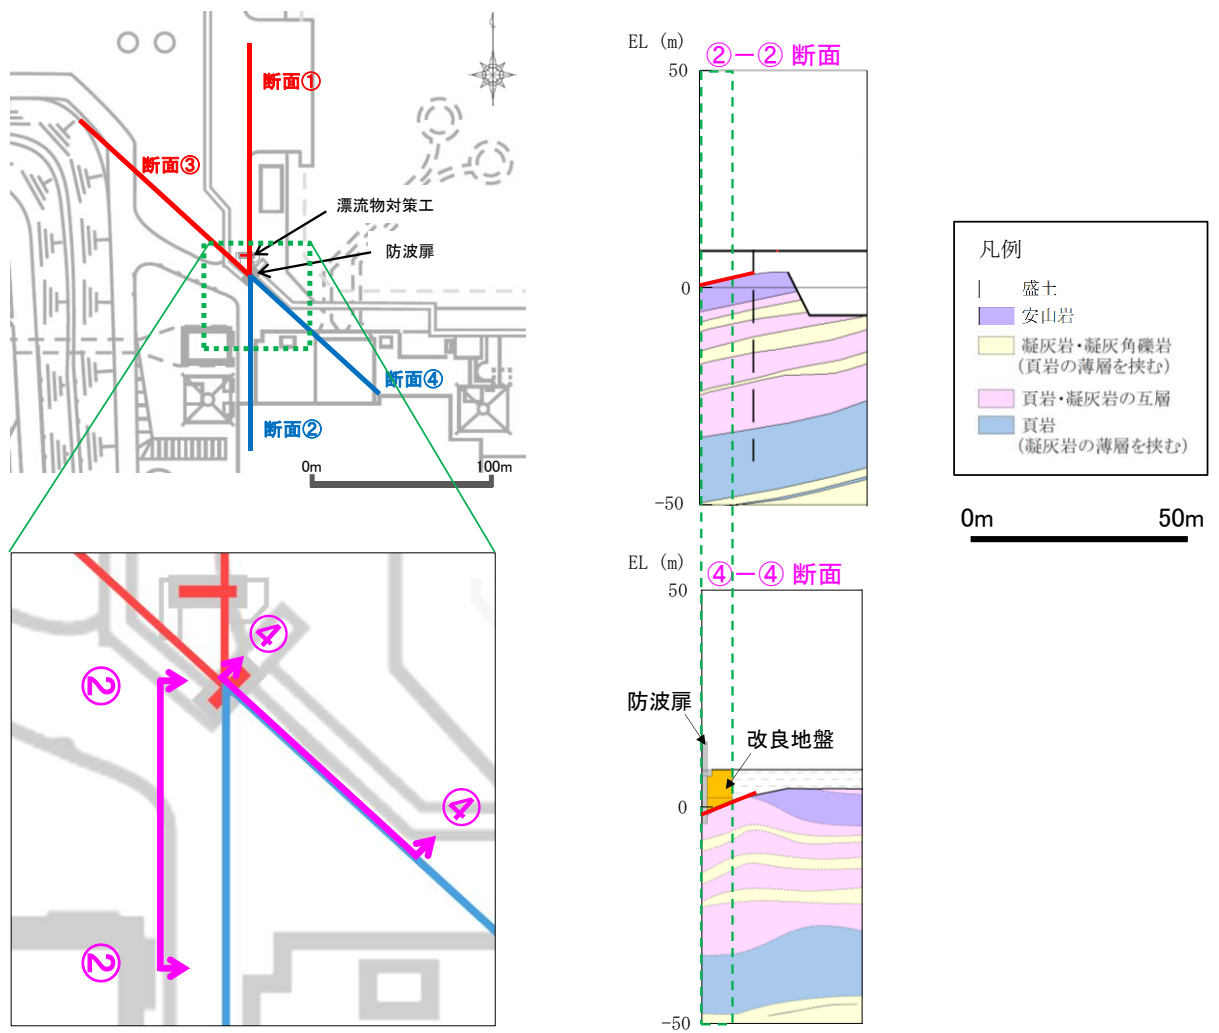 断面①
断面③
漂流物対策工
防波扉
断面④
断面②
0m
100m
④
②
④
②
EL (m)
②－② 断面
50
0
-50
凡例
盛土
安山岩
凝灰岩・凝灰角礫岩
(頁岩の薄層を挟む)
頁岩・凝灰岩の互層
頁岩
(凝灰岩の薄層を挟む)
0m
50m
EL (m)
④－④ 断面
50
防波扉
改良地盤
0
-50